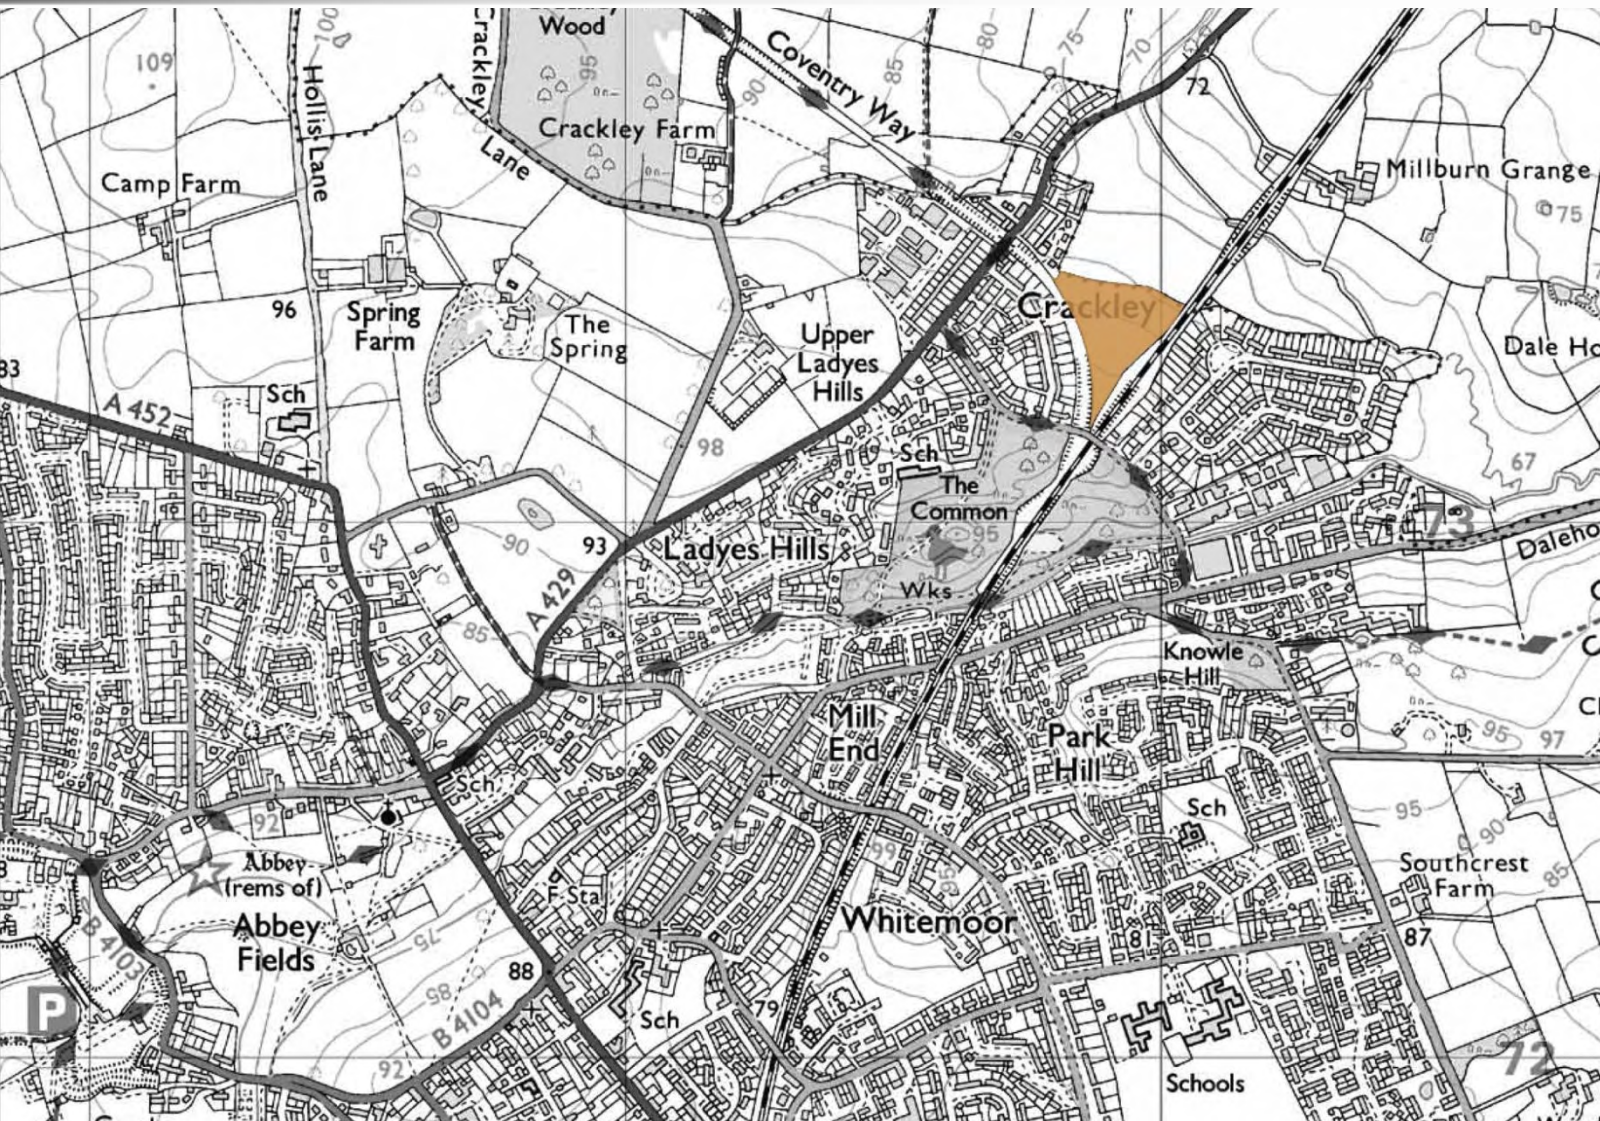 Wood
Crackley
Lane
100
109
Hollis Lane
95
Crackley Farm
Coventry Way
90
85
80
75
70
72
Millburn Grange
75
Camp Farm
96
Spring
Farm
The
Spring
Upper
Ladyes
Hills
Crackley
Dale Ho
83
A 452
Sch
98
Sch
The
Common
95
67
73
Daleho
90
93
Ladyes Hills
A 429
85
Wks
Knowle
Hill
Mill
End
Park
Hill
95
97
Sch
92
Sch
95
90
85
Abbey
(rems of)
Abbey
Fields
B 4103
75
F Sta
99
95
Whitemoor
Southcrest
Farm
81
87
88
85
B 4104
P
Sch
79
92
Schools
72